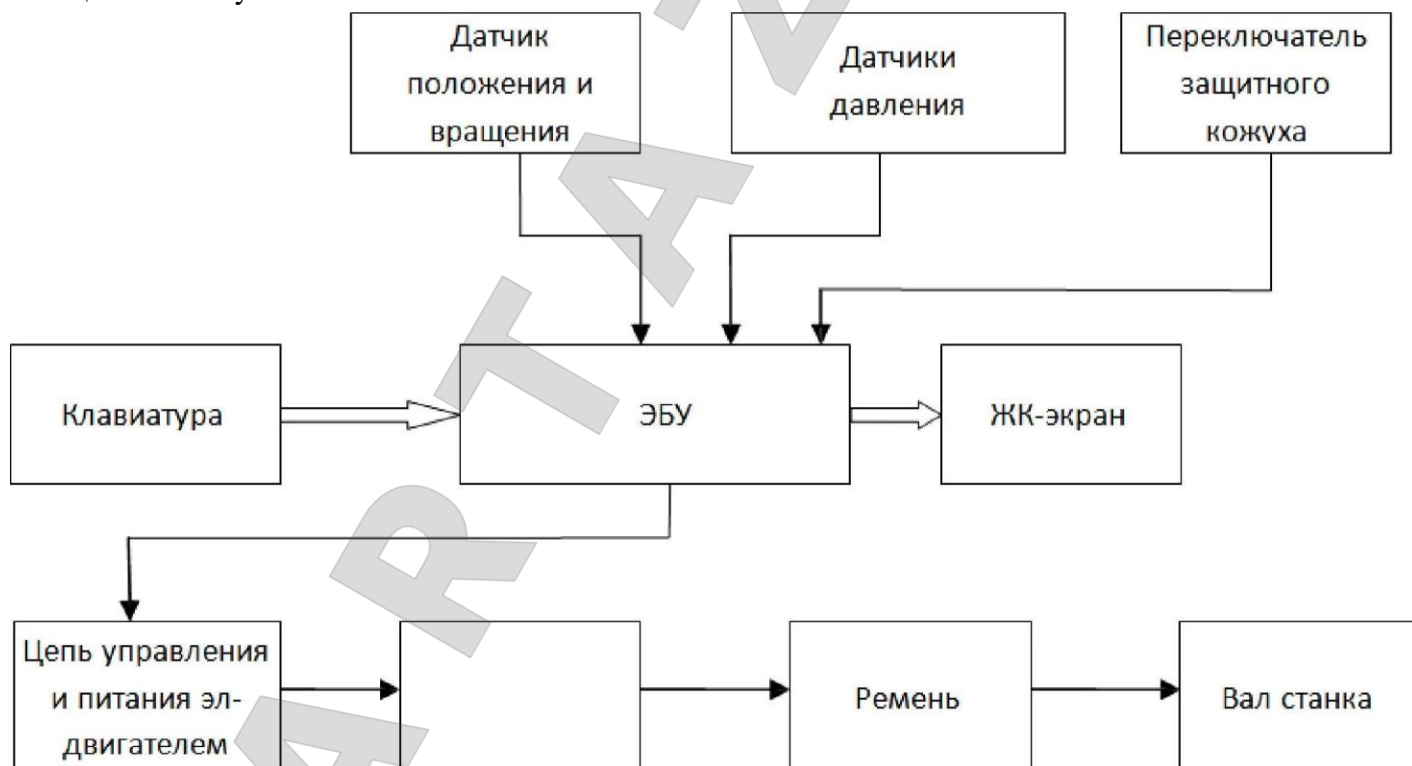 Датчик
положения и
вращения
Датчики
давления
Переключатель
защитного
кожуха
Клавиатура
ЭБУ
ЖК-экран
Цепь управления
и питания эл-
двигателем
Ремень
Вал станка